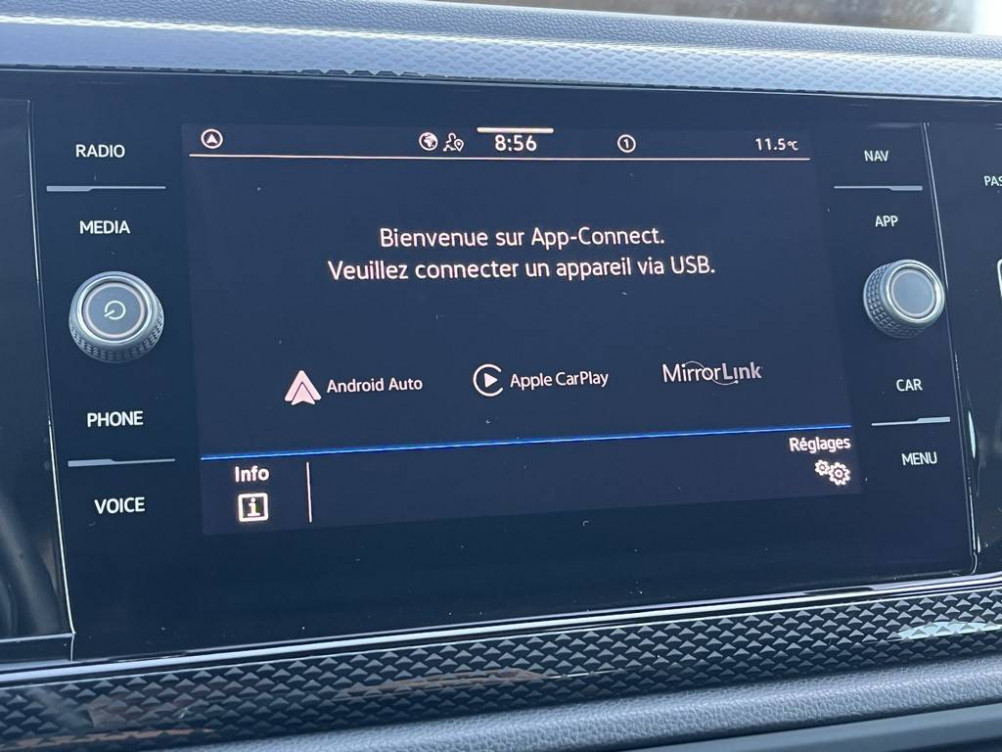 RADIO
MEDIA
PHONE
VOICE
8:56
1
11.5°C
Bienvenue sur App-Connect.
Veuillez connecter un appareil via USB.
Android Auto
Apple CarPlay
MirrorLink
Info
i
Réglages
NAV
APP
CAR
MENU